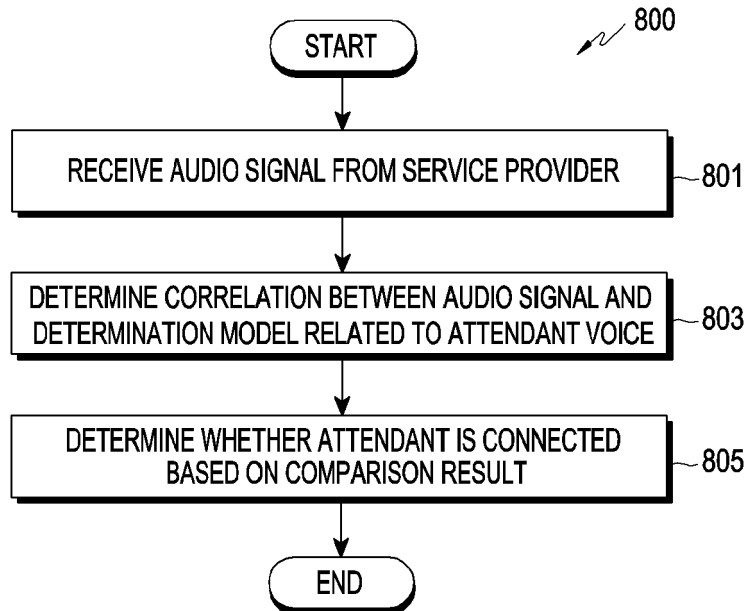 800
START
RECEIVE AUDIO SIGNAL FROM SERVICE PROVIDER
801
DETERMINE CORRELATION BETWEEN AUDIO SIGNAL AND
DETERMINATION MODEL RELATED TO ATTENDANT VOICE
803
DETERMINE WHETHER ATTENDANT IS CONNECTED
BASED ON COMPARISON RESULT
805
END